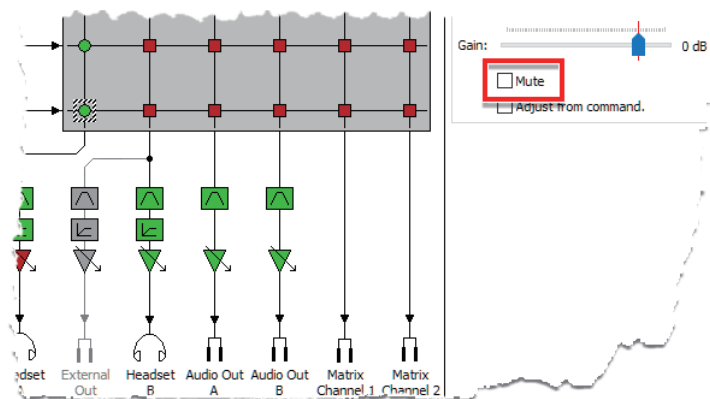 Gain:
0 dB
Mute
Adjust from command.
External Headset Audio Out Audio Out Matrix Matrix
Out B A B Channel 1 Channel 2